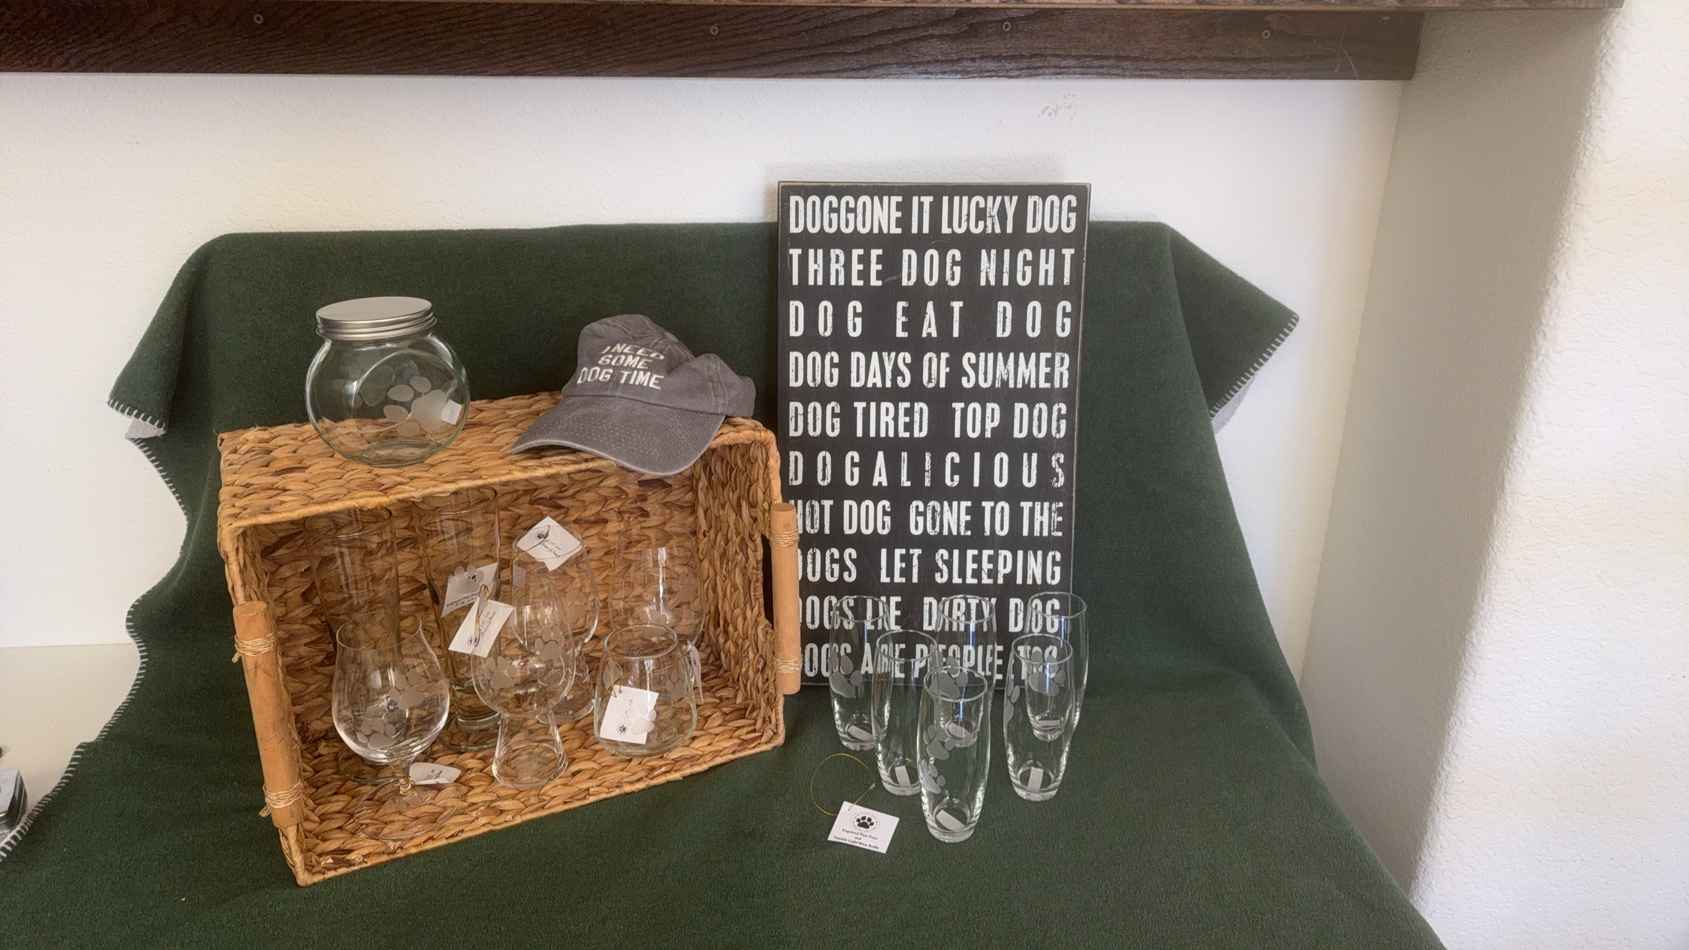 I NEED
SOME
DOG TIME
DOGGONE IT LUCKY DOG
THREE DOG NIGHT
DOG EAT DOG
DOG DAYS OF SUMMER
DOG TIRED TOP DOG
DOGALICIOUS
HOT DOG GONE TO THE
DOGS LET SLEEPING
DOGS LIE DIRTY DOG
DOGS ARE PEOPLE TOO